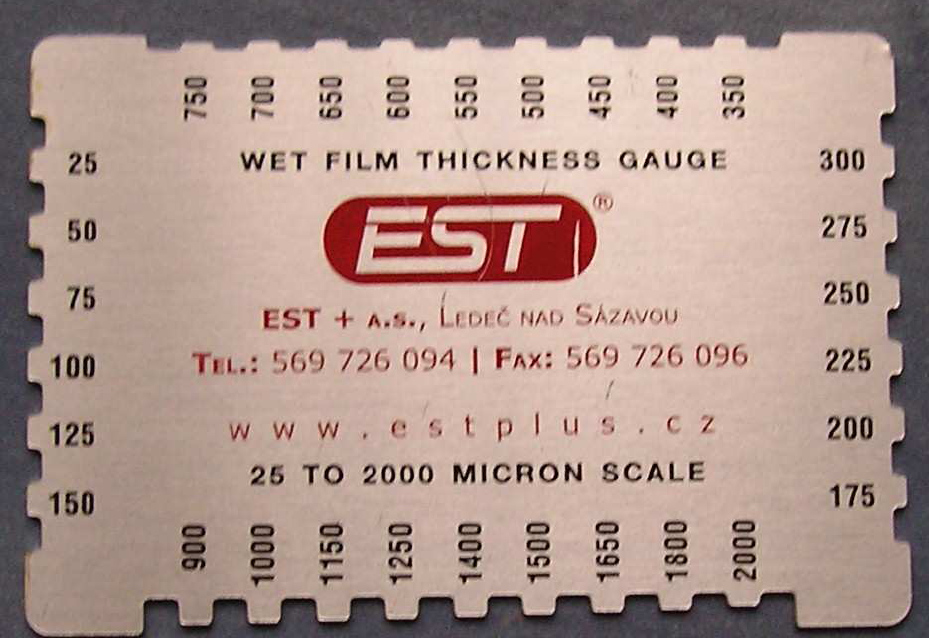 750 700 650 600 550 500 450 400 350
WET FILM THICKNESS GAUGE
25 300
EST ®
50 275
75 250
EST + A.S., LEDEČ NAD SÁZAVOU
100 225
TEL.: 569 726 094 | FAX: 569 726 096
125 200
www.estplus.cz
25 TO 2000 MICRON SCALE
150 175
900 1000 1150 1250 1400 1500 1650 1800 2000